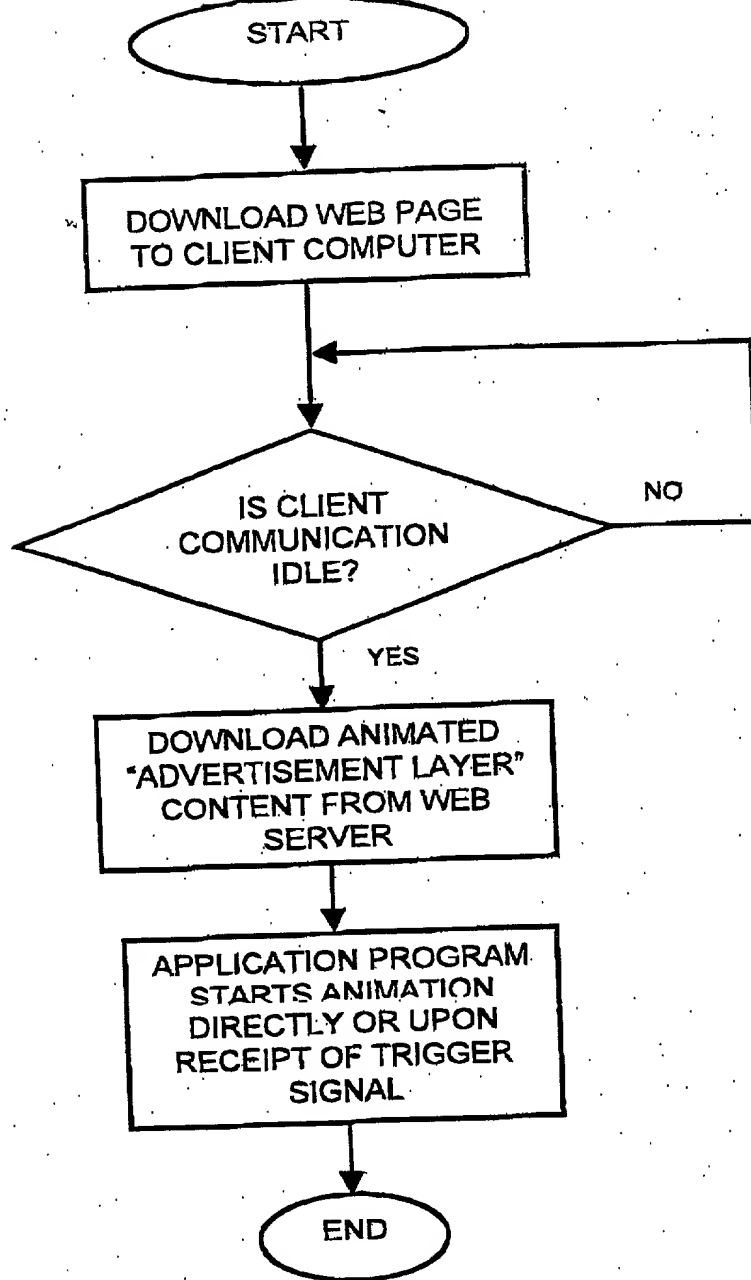 START
DOWNLOAD WEB PAGE
TO CLIENT COMPUTER
IS CLIENT
COMMUNICATION
IDLE?
NO
YES
DOWNLOAD ANIMATED
"ADVERTISEMENT LAYER"
CONTENT FROM WEB
SERVER
APPLICATION PROGRAM
STARTS ANIMATION
DIRECTLY OR UPON
RECEIPT OF TRIGGER
SIGNAL
END